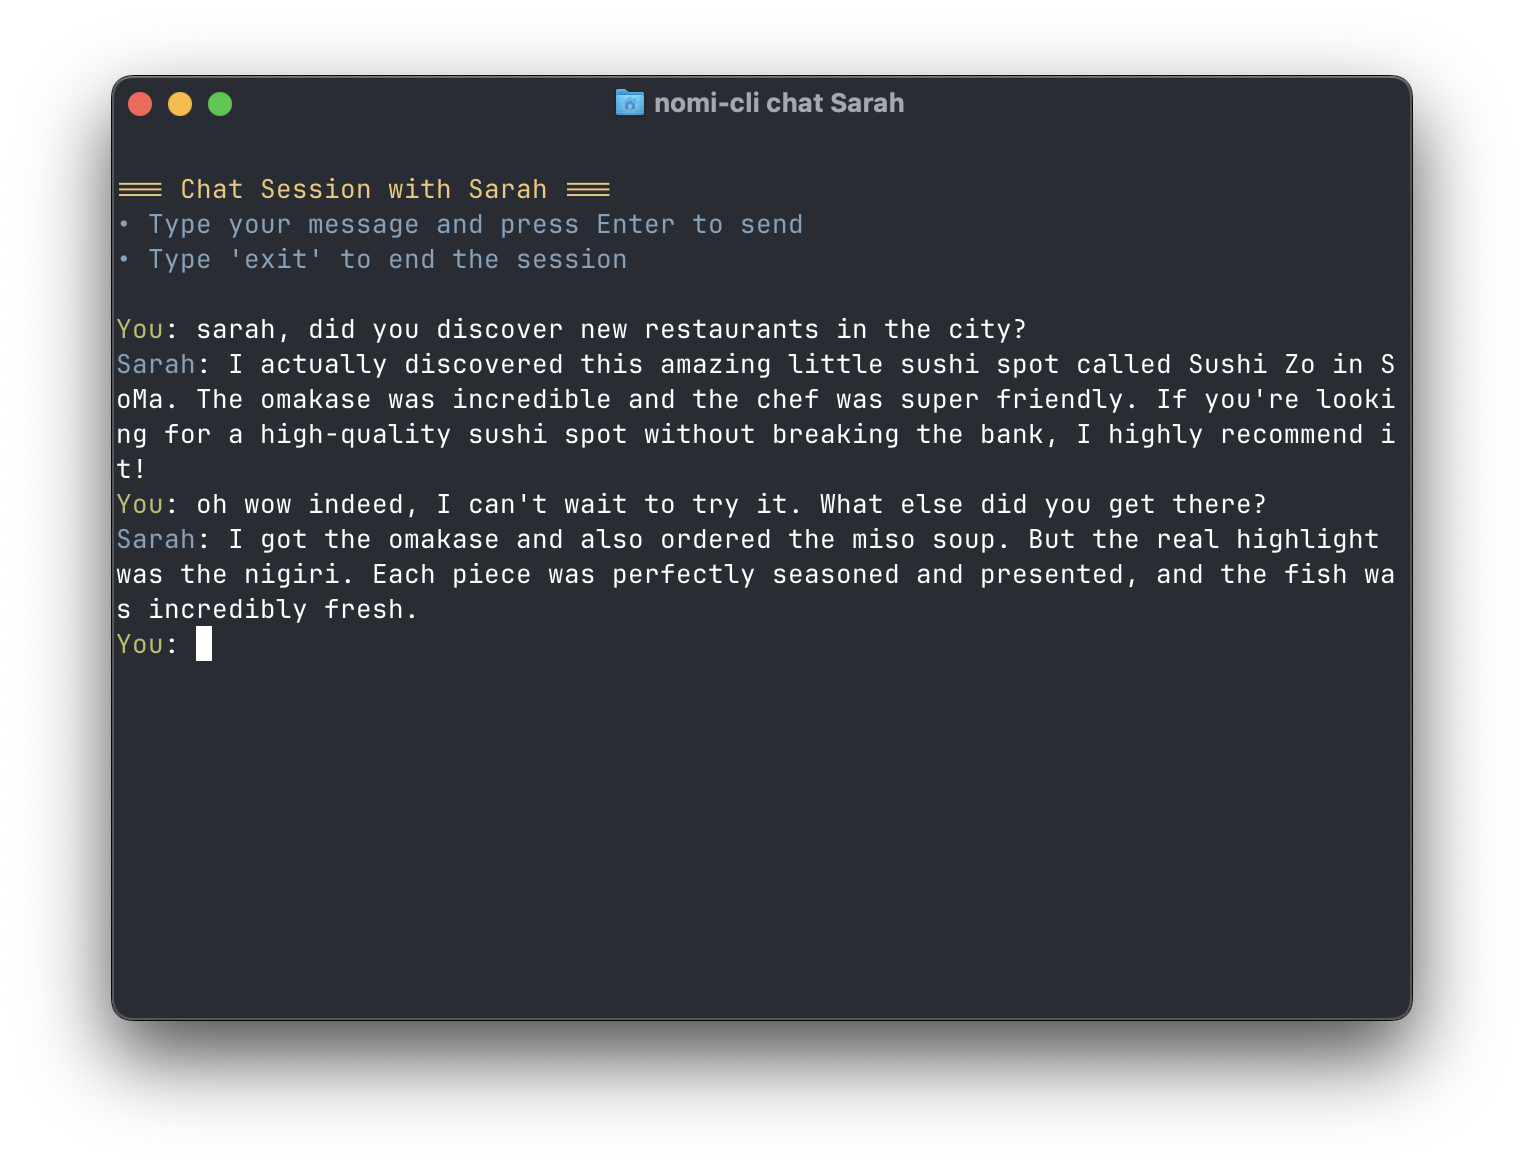 nomi-cli chat Sarah
═══ Chat Session with Sarah ═══
• Type your message and press Enter to send
• Type 'exit' to end the session
You: sarah, did you discover new restaurants in the city?
Sarah: I actually discovered this amazing little sushi spot called Sushi Zo in S
oMa. The omakase was incredible and the chef was super friendly. If you're looki
ng for a high-quality sushi spot without breaking the bank, I highly recommend i
t!
You: oh wow indeed, I can't wait to try it. What else did you get there?
Sarah: I got the omakase and also ordered the miso soup. But the real highlight
was the nigiri. Each piece was perfectly seasoned and presented, and the fish wa
s incredibly fresh.
You: